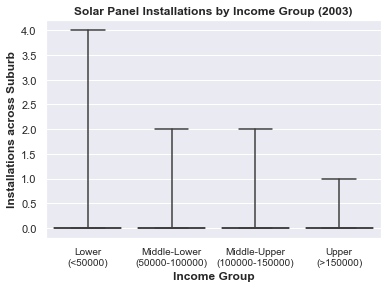 Solar Panel Installations by Income Group (2003)
Installations across Suburb
4.0
3.5
3.0
2.5
2.0
1.5
1.0
0.5
0.0
Lower
(<50000)
Middle-Lower
(50000-100000)
Middle-Upper
(100000-150000)
Upper
(>150000)
Income Group